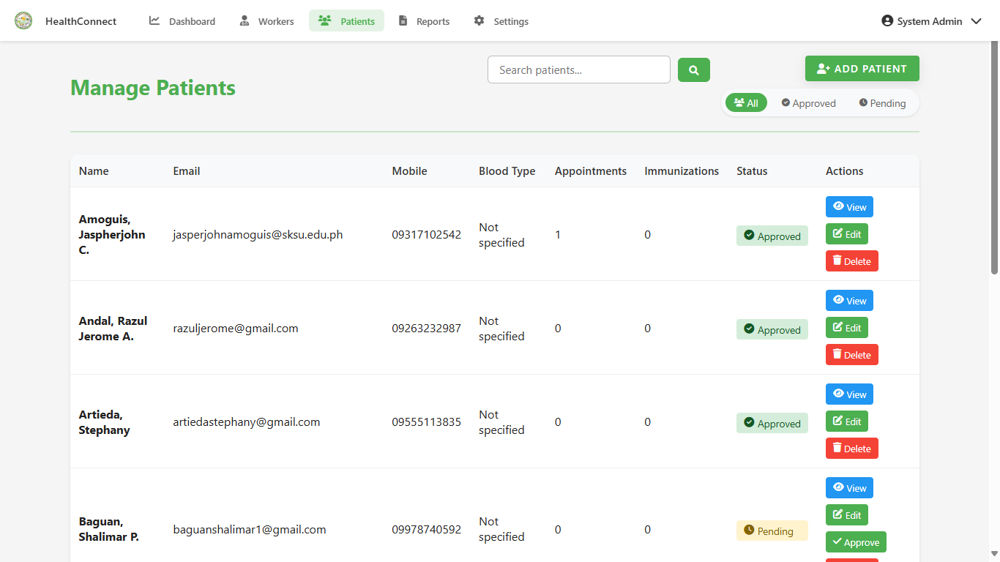 HealthConnect Dashboard Workers Patients Reports Settings System Admin
Search patients... ADD PATIENT
Manage Patients
All Approved Pending
Name Email Mobile Blood Type Appointments Immunizations Status Actions
Amoguis,
Jaspherjohn
C.
jasperjohnamoguis@sksu.edu.ph
09317102542
Not
specified
1
0
Approved
View
Edit
Delete
Andal, Razul
Jerome A.
razuljerome@gmail.com
09263232987
Not
specified
0
0
Approved
View
Edit
Delete
Artieda,
Stephany
artiedastephany@gmail.com
09555113835
Not
specified
0
0
Approved
View
Edit
Delete
Baguan,
Shalimar P.
baguanshalimar1@gmail.com
09978740592
Not
specified
0
0
Pending
View
Edit
Approve